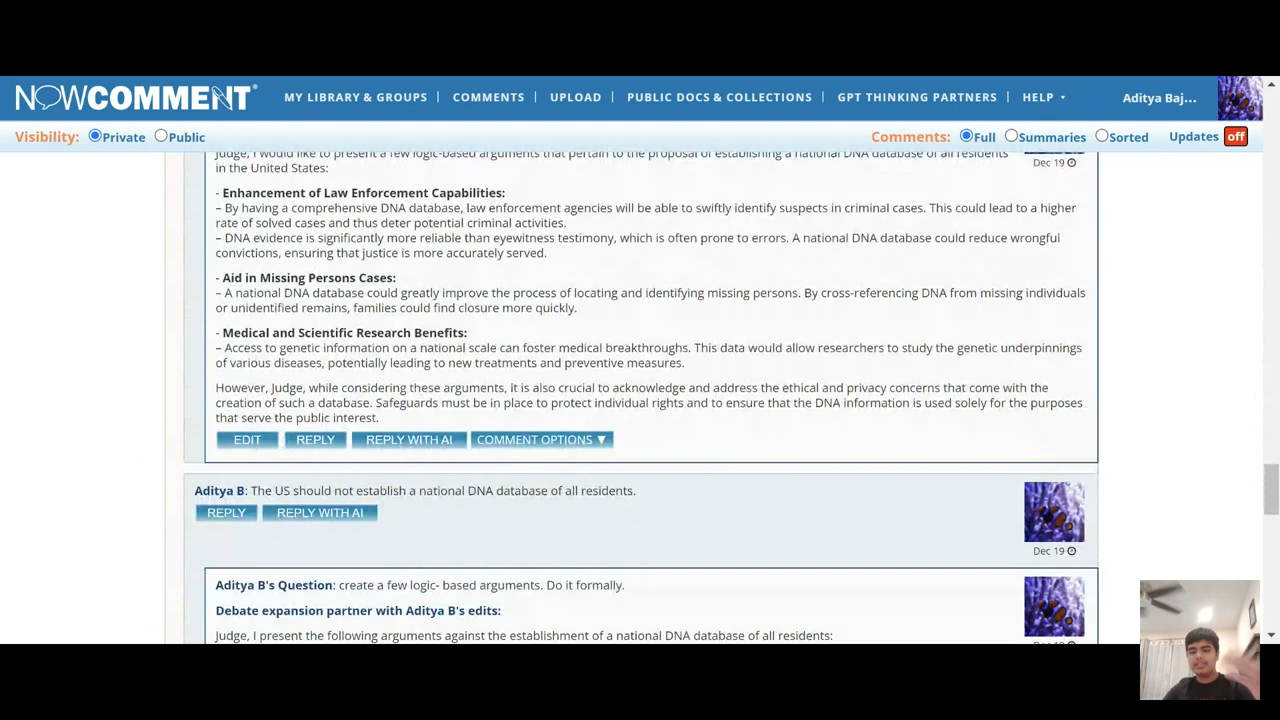 NOWCOMMENT®
MY LIBRARY & GROUPS | COMMENTS | UPLOAD | PUBLIC DOCS & COLLECTIONS | GPT THINKING PARTNERS | HELP Aditya Baj...
Visibility: Private Public Comments: Full Summaries Sorted Updates off
Judge, I would like to present a few logic-based arguments that pertain to the proposal of establishing a national DNA database of all residents
in the United States:
Dec 19
- Enhancement of Law Enforcement Capabilities:
– By having a comprehensive DNA database, law enforcement agencies will be able to swiftly identify suspects in criminal cases. This could lead to a higher
rate of solved cases and thus deter potential criminal activities.
– DNA evidence is significantly more reliable than eyewitness testimony, which is often prone to errors. A national DNA database could reduce wrongful
convictions, ensuring that justice is more accurately served.
- Aid in Missing Persons Cases:
– A national DNA database could greatly improve the process of locating and identifying missing persons. By cross-referencing DNA from missing individuals
or unidentified remains, families could find closure more quickly.
- Medical and Scientific Research Benefits:
– Access to genetic information on a national scale can foster medical breakthroughs. This data would allow researchers to study the genetic underpinnings
of various diseases, potentially leading to new treatments and preventive measures.
However, Judge, while considering these arguments, it is also crucial to acknowledge and address the ethical and privacy concerns that come with the
creation of such a database. Safeguards must be in place to protect individual rights and to ensure that the DNA information is used solely for the purposes
that serve the public interest.
EDIT REPLY REPLY WITH AI COMMENT OPTIONS ▼
Aditya B: The US should not establish a national DNA database of all residents.
REPLY REPLY WITH AI
Dec 19
Aditya B's Question: create a few logic- based arguments. Do it formally.
Debate expansion partner with Aditya B's edits:
Judge, I present the following arguments against the establishment of a national DNA database of all residents:
Dec 19